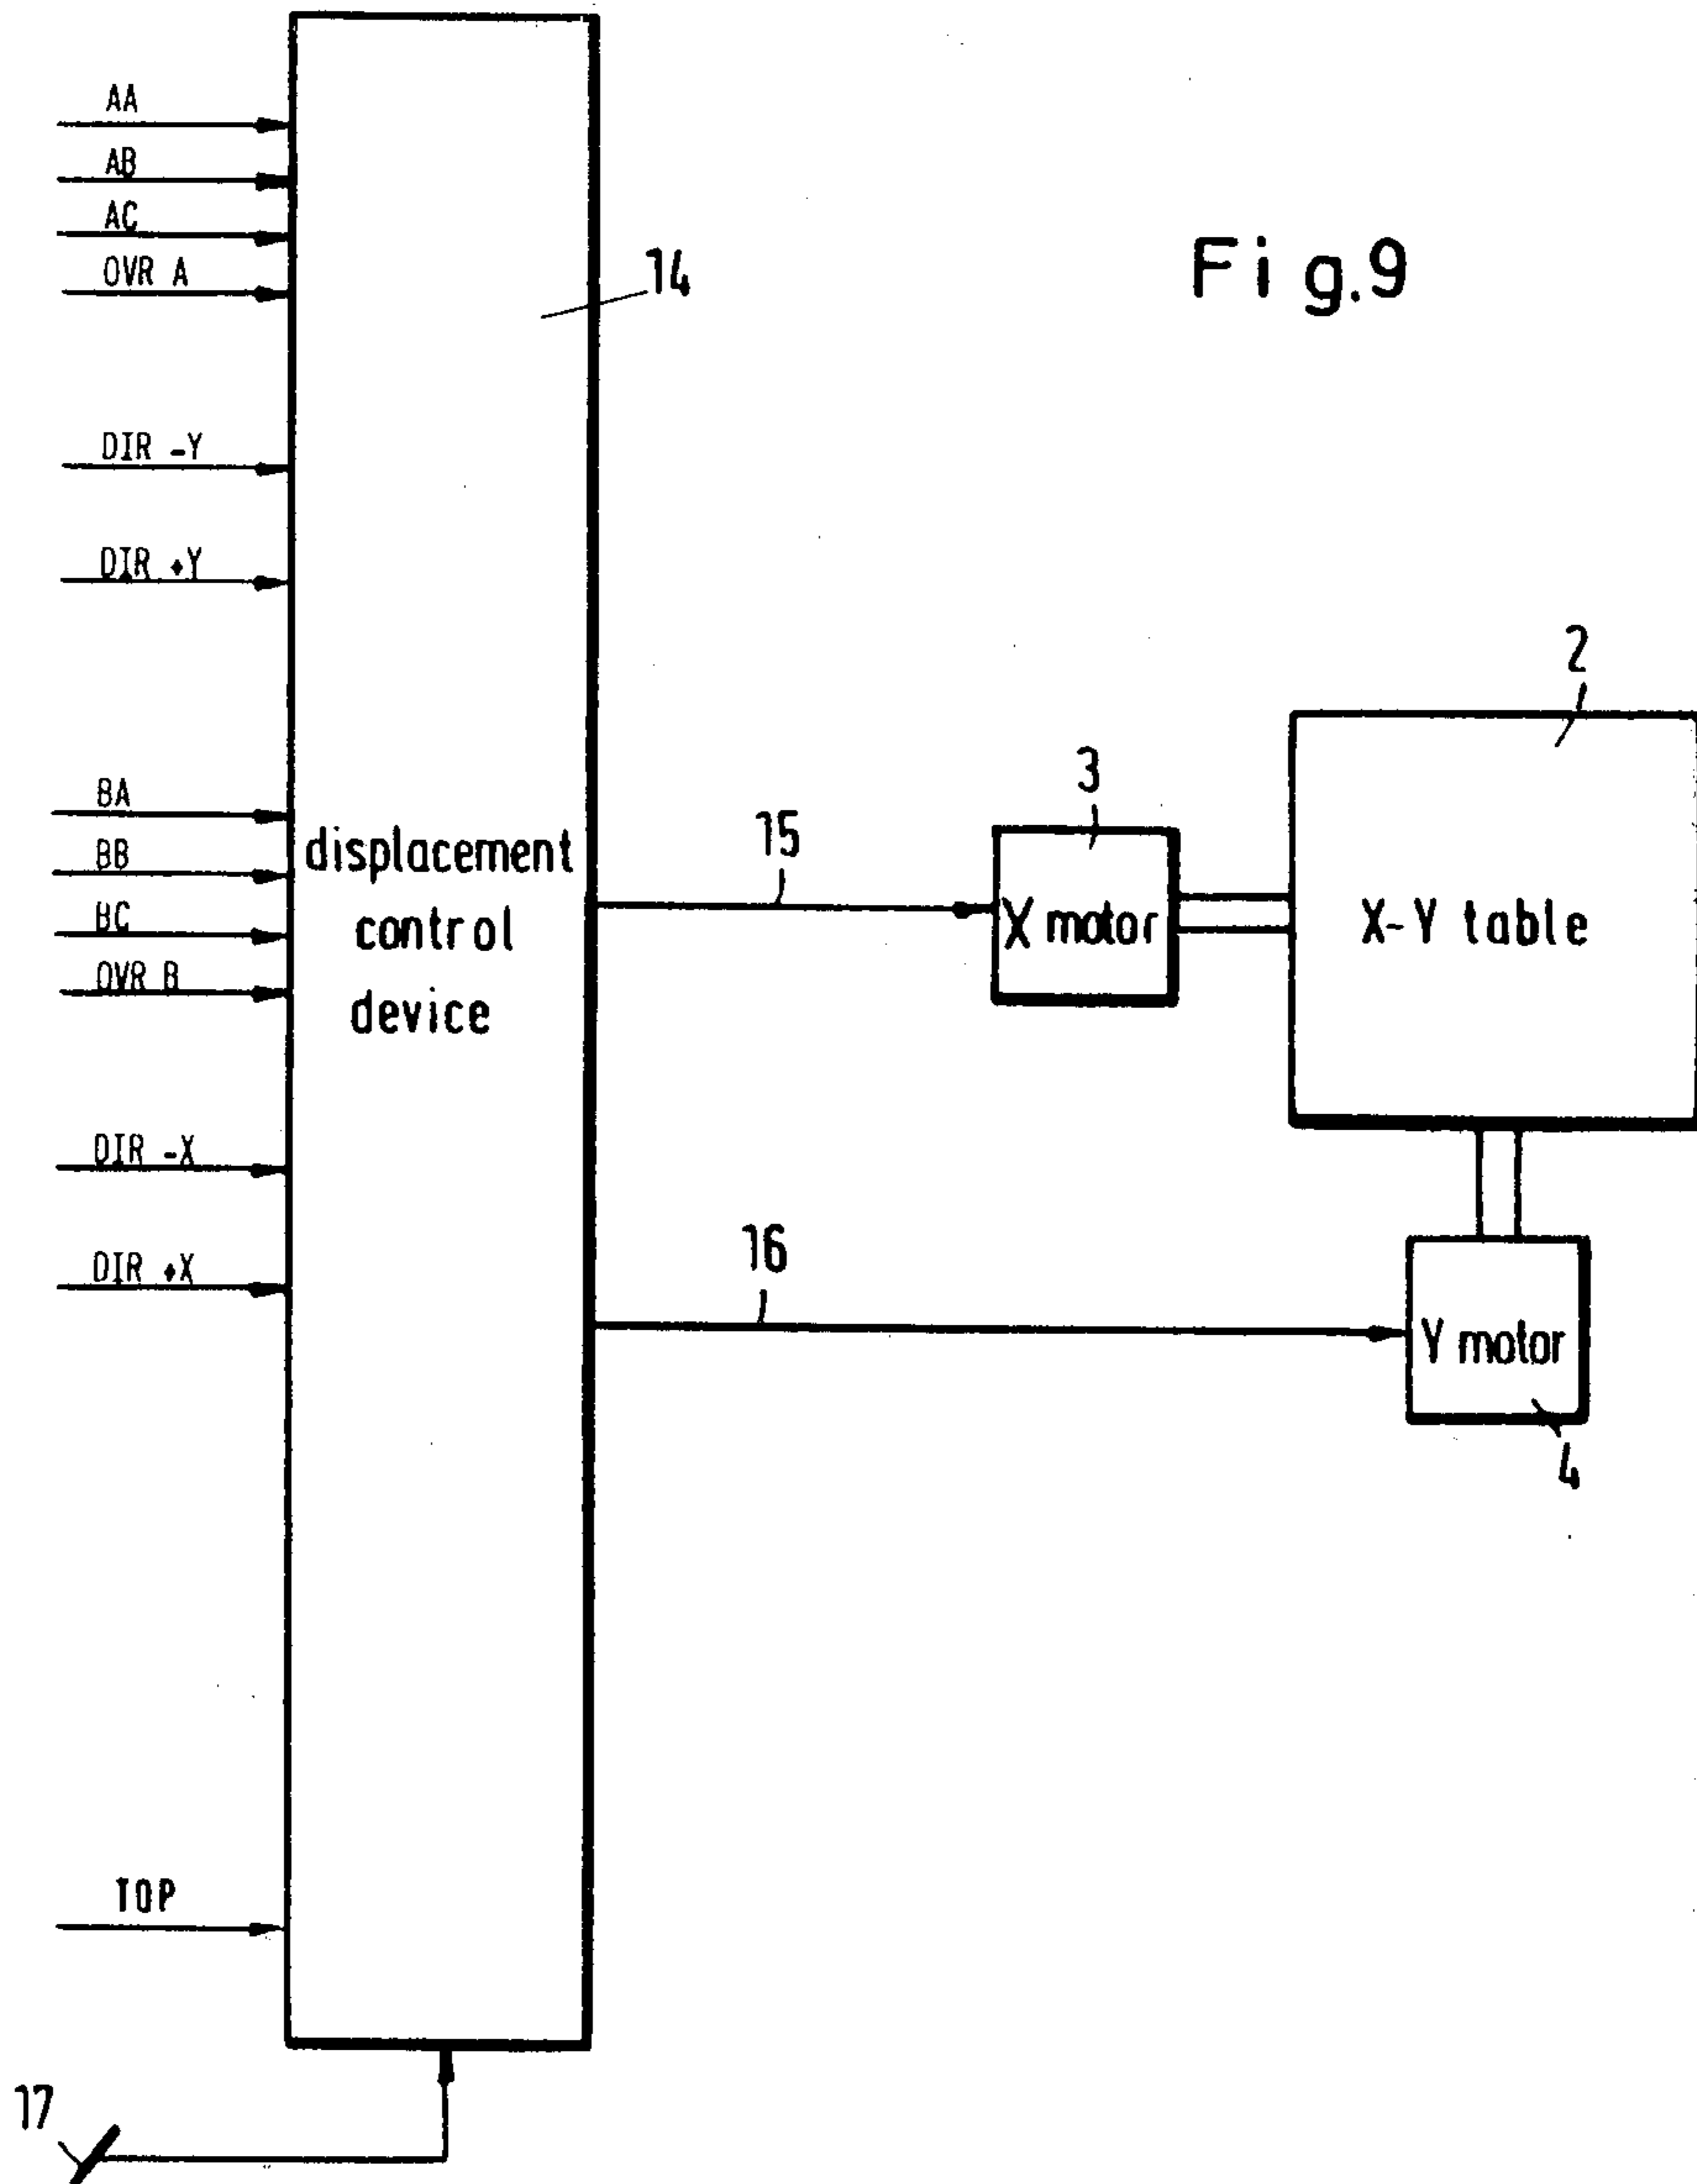 AA
AB
AC
OVR A
14
Fig.9
DIR -Y
DIR +Y
2
3
15
BA
BB
BC
OVR B
displacement
control
device
X motor
X-Y table
DIR -X
DIR +X
16
Y motor
4
TOP
17